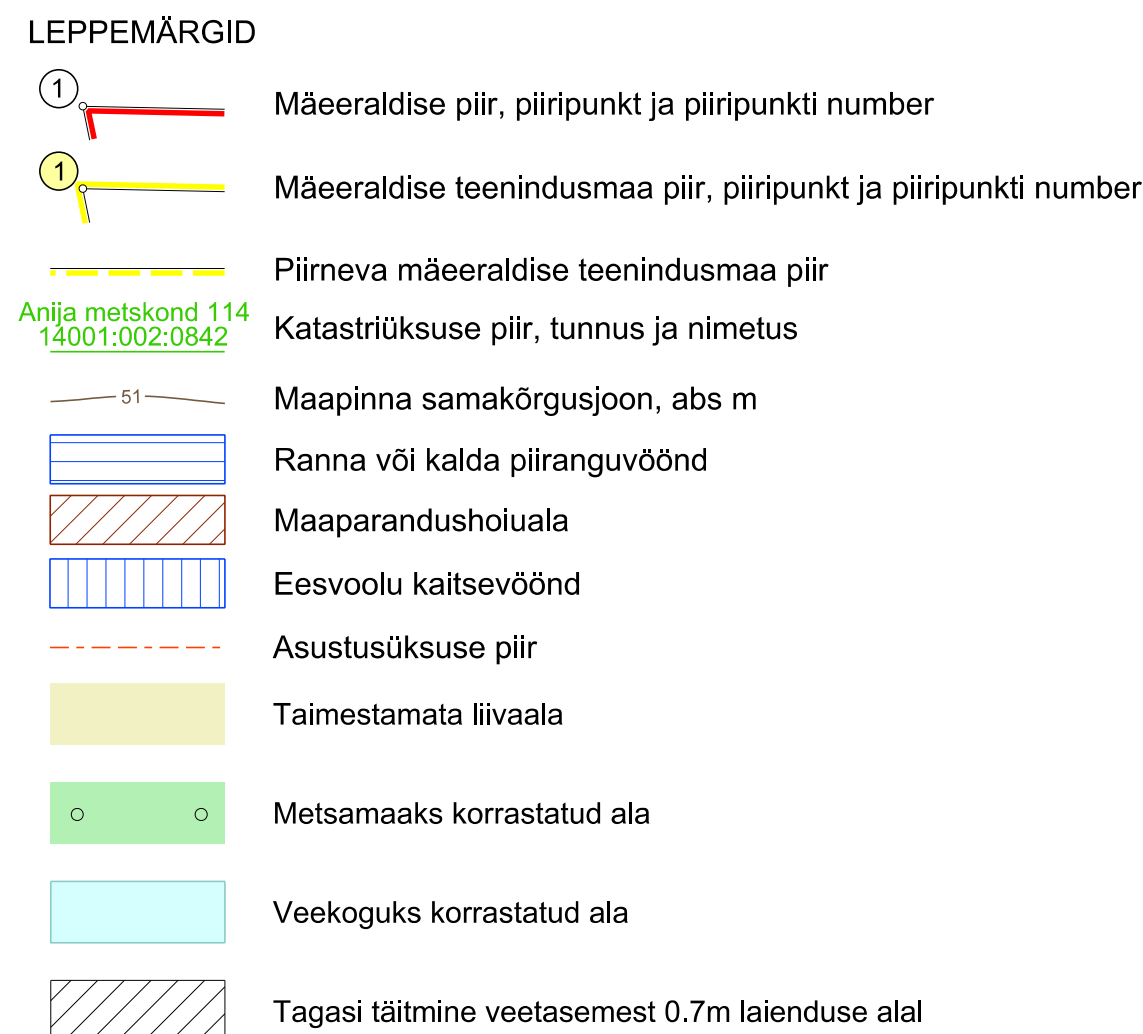 LEPPEMÄRGID
1 Mäeeraldise piir, piiripunkt ja piiripunkti number
1 Mäeeraldise teenindusmaa piir, piiripunkt ja piiripunkti number
Piirneva mäeeraldise teenindusmaa piir
Anija metskond 114
14001:002:0842
Katastriüksuse piir, tunnus ja nimetus
51 Maapinna samakõrgusjoon, abs m
Ranna või kalda piiranguvöönd
Maaparandushoiuala
Eesvoolu kaitsevöönd
Asustusüksuse piir
Taimestamata liivaala
Metsamaaks korrastatud ala
Veekoguks korrastatud ala
Tagasi täitmine veetasemest 0.7m laienduse alal